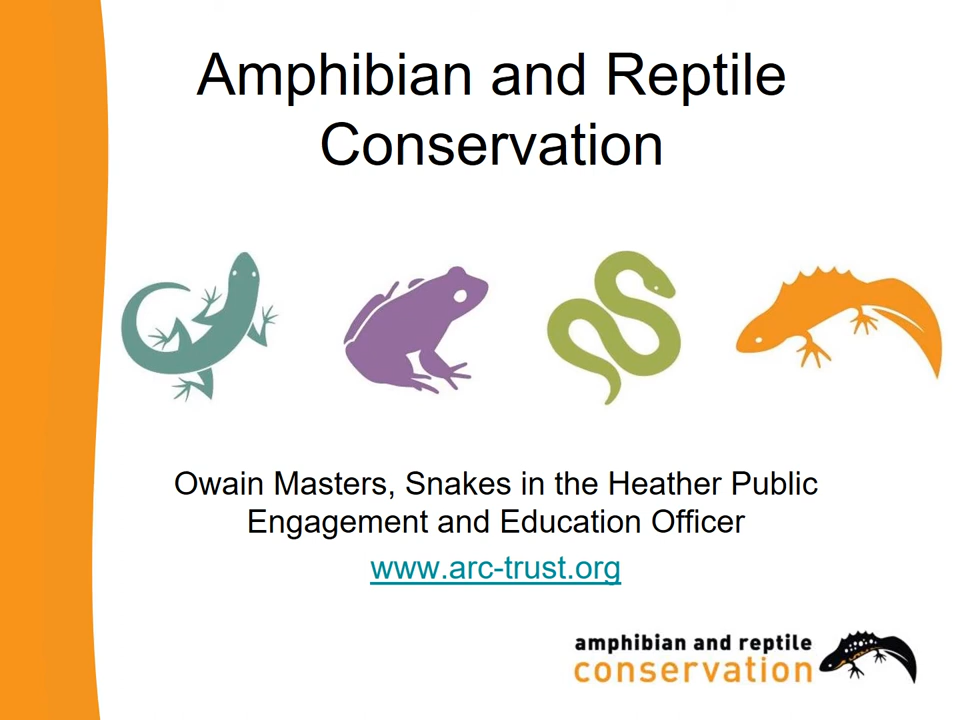 Amphibian and Reptile
Conservation
Owain Masters, Snakes in the Heather Public
Engagement and Education Officer
www.arc-trust.org
amphibian and reptile
conservation